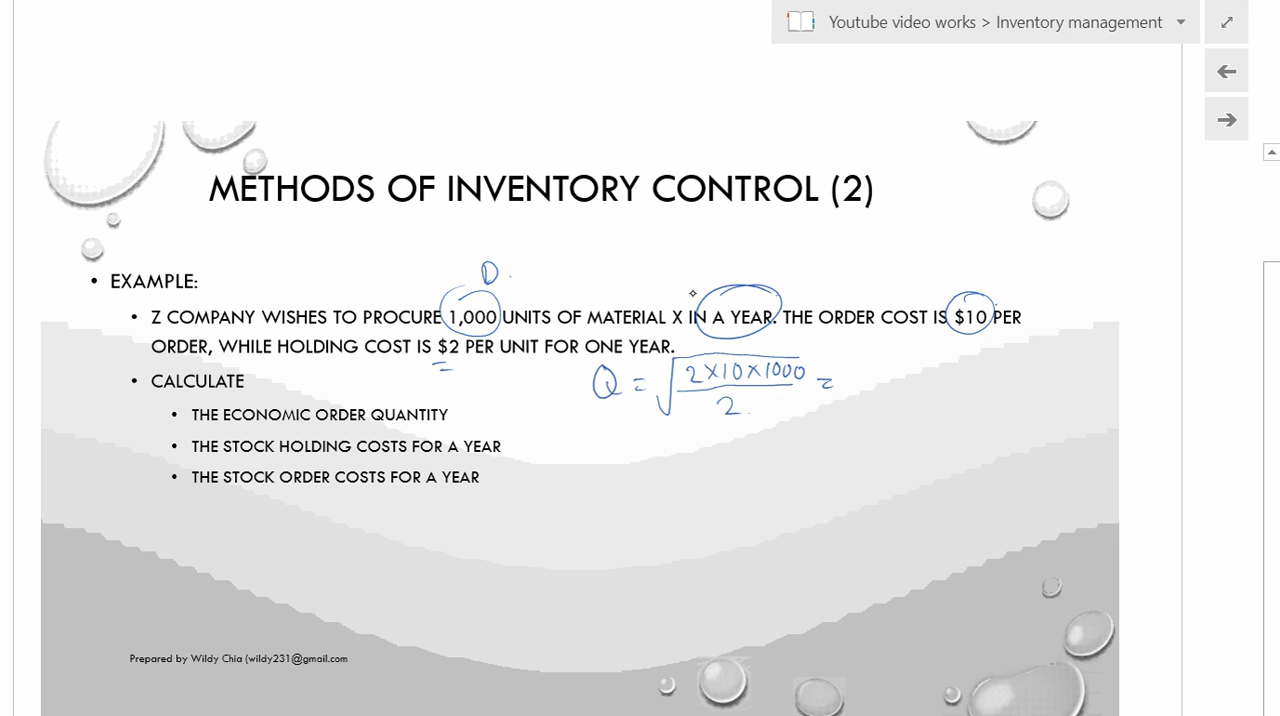 Youtube video works > Inventory management
METHODS OF INVENTORY CONTROL (2)
D
• EXAMPLE:
• Z COMPANY WISHES TO PROCURE 1,000 UNITS OF MATERIAL X IN A YEAR. THE ORDER COST IS $10 PER
ORDER, WHILE HOLDING COST IS $2 PER UNIT FOR ONE YEAR.
Q = √(2×10×1000 / 2) =
• CALCULATE
• THE ECONOMIC ORDER QUANTITY
• THE STOCK HOLDING COSTS FOR A YEAR
• THE STOCK ORDER COSTS FOR A YEAR
Prepared by Wildy Chia (wildy231@gmail.com